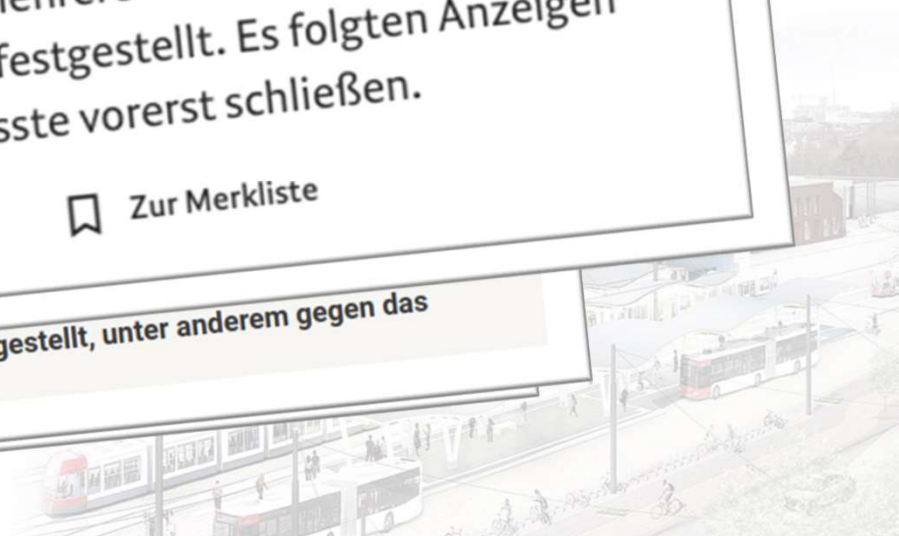 festgestellt. Es folgten Anzeigen
sste vorerst schließen.
Zur Merkliste
gestellt, unter anderem gegen das